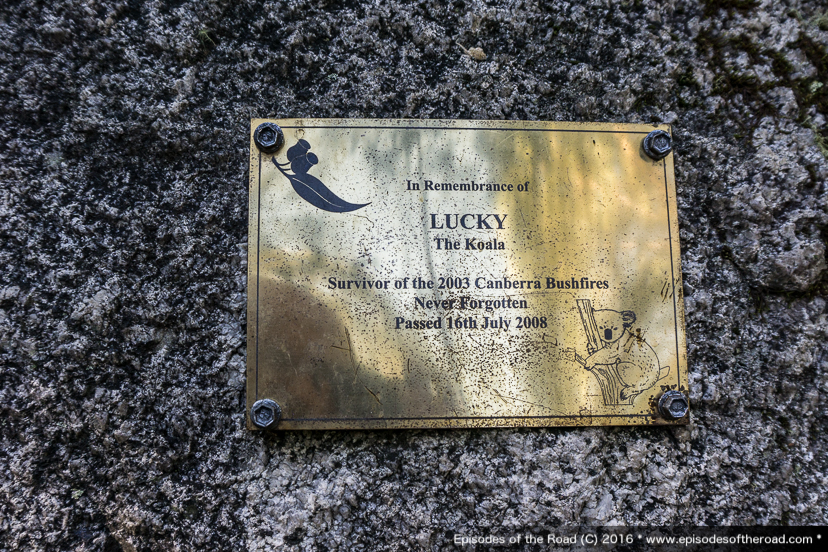 In Remembrance of
LUCKY
The Koala
Survivor of the 2003 Canberra Bushfires
Never Forgotten
Passed 16th July 2008
Episodes of the Road (C) 2016 * www.episodesoftheroad.com *